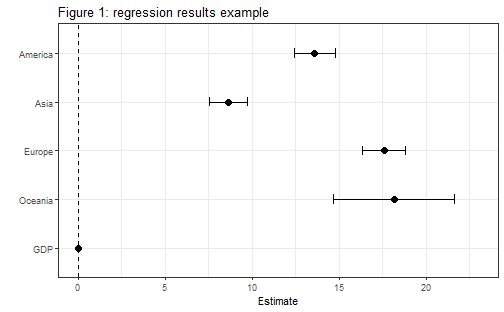 Figure 1: regression results example
America
Asia
Europe
Oceania
GDP
0 5 10 15 20
Estimate